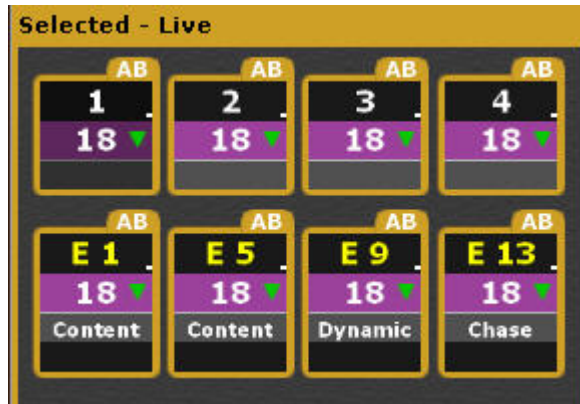 Selected - Live
AB AB AB AB
1 2 3 4
18 18 18 18
AB AB AB AB
E 1 E 5 E 9 E 13
18 18 18 18
Content Content Dynamic Chase